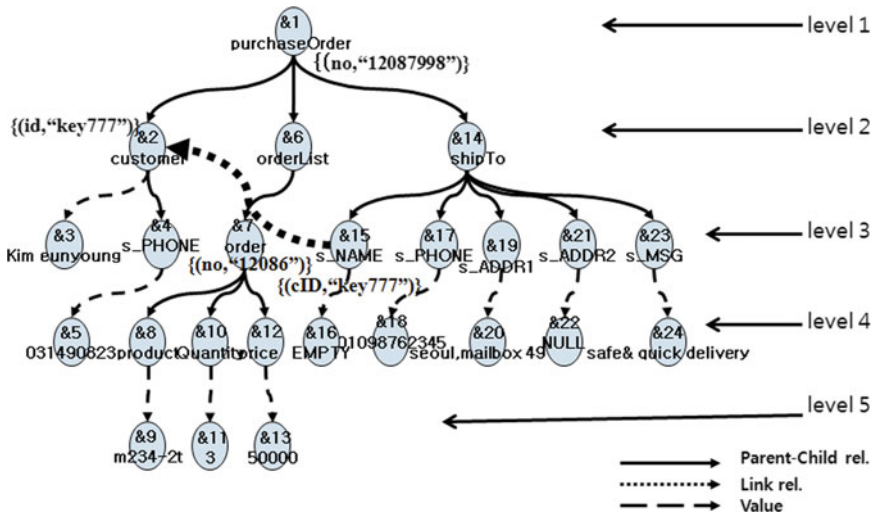 &1
purchaseOrder
level 1
{(no,“12087998”)}
{(id,“key777”)}
&2
customer
&6
orderList
&14
shipTo
level 2
&3
Kim eunyoung
&4
s_PHONE
&7
order
{(no,“12086”)}
&15
s_NAME
{(cID,“key777”)}
&17
s_PHONE
&19
s_ADDR1
&21
s_ADDR2
&23
s_MSG
level 3
&5
031490823
&8
product
&10
Quantity
&12
price
&16
EMPTY
&18
01098762345
&20
seoul,mailbox 49
&22
NULL
&24
safe& quick delivery
level 4
&9
m234-2t
&11
3
&13
50000
level 5
Parent-Child rel.
Link rel.
Value